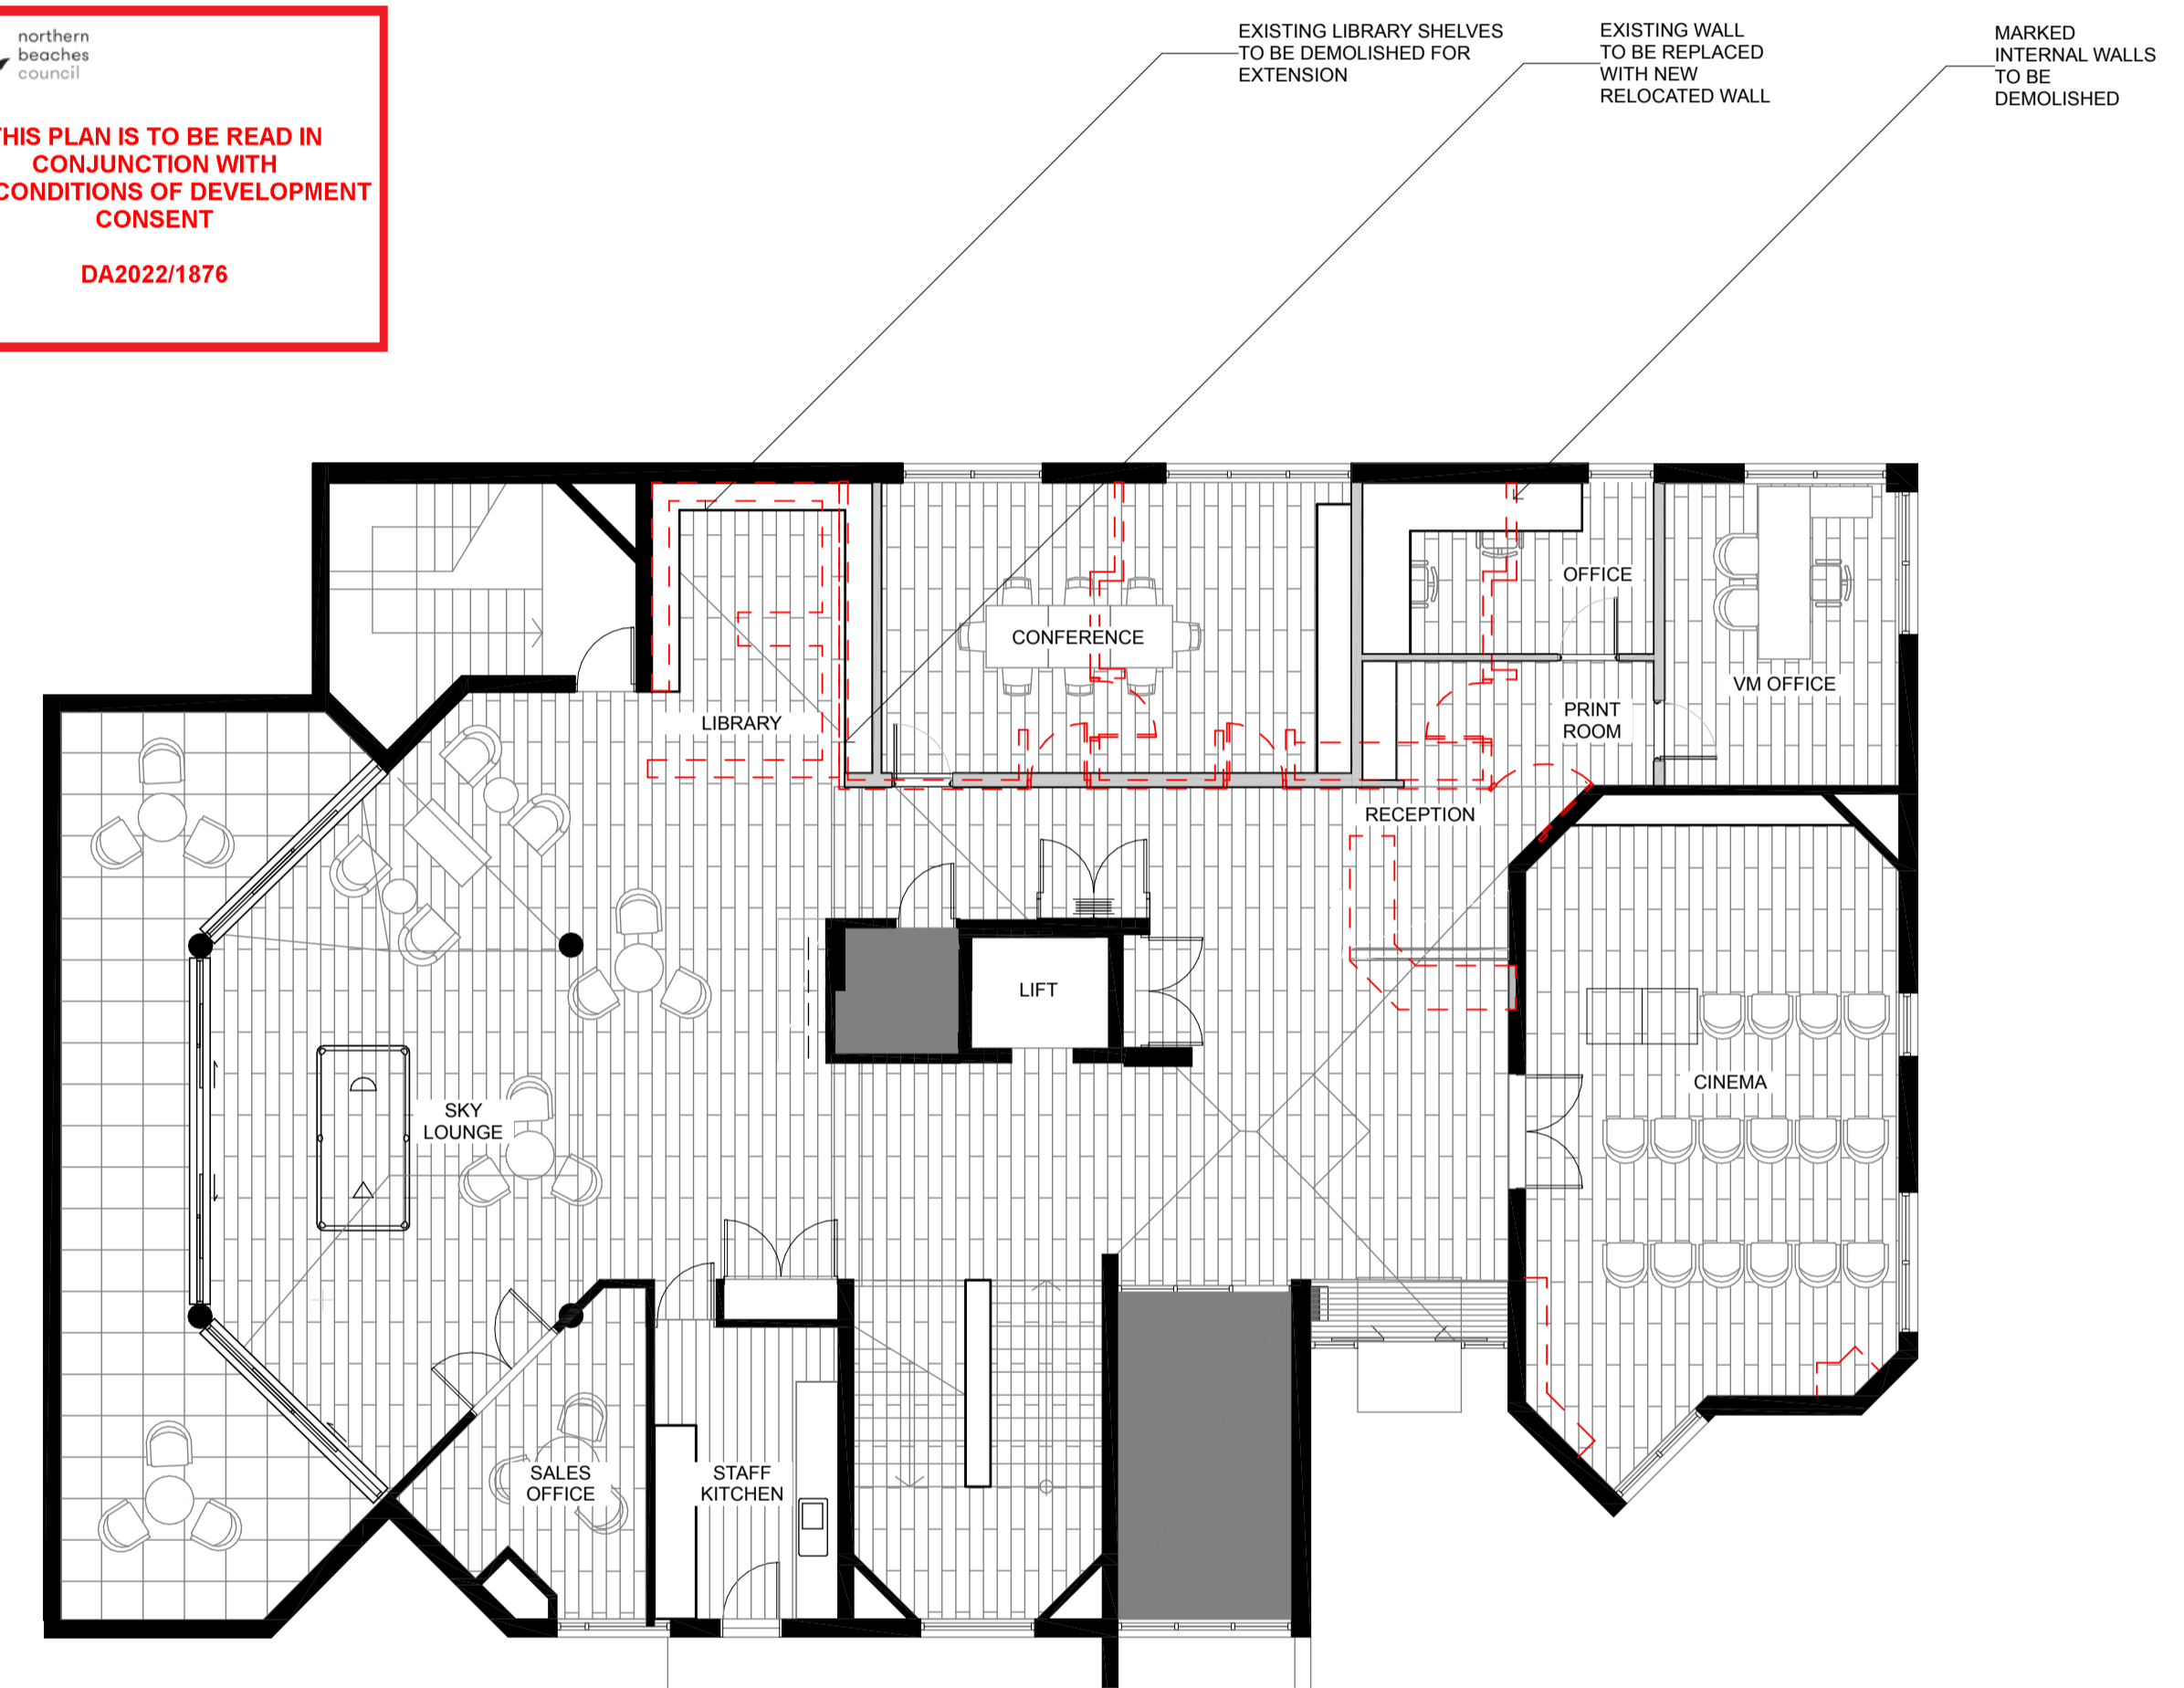 northern
beaches
council
THIS PLAN IS TO BE READ IN
CONJUNCTION WITH
CONDITIONS OF DEVELOPMENT
CONSENT
DA2022/1876
EXISTING LIBRARY SHELVES
TO BE DEMOLISHED FOR
EXTENSION
EXISTING WALL
TO BE REPLACED
WITH NEW
RELOCATED WALL
MARKED
INTERNAL WALLS
TO BE
DEMOLISHED
OFFICE
CONFERENCE
VM OFFICE
LIBRARY
PRINT
ROOM
RECEPTION
LIFT
CINEMA
SKY
LOUNGE
SALES
OFFICE
STAFF
KITCHEN